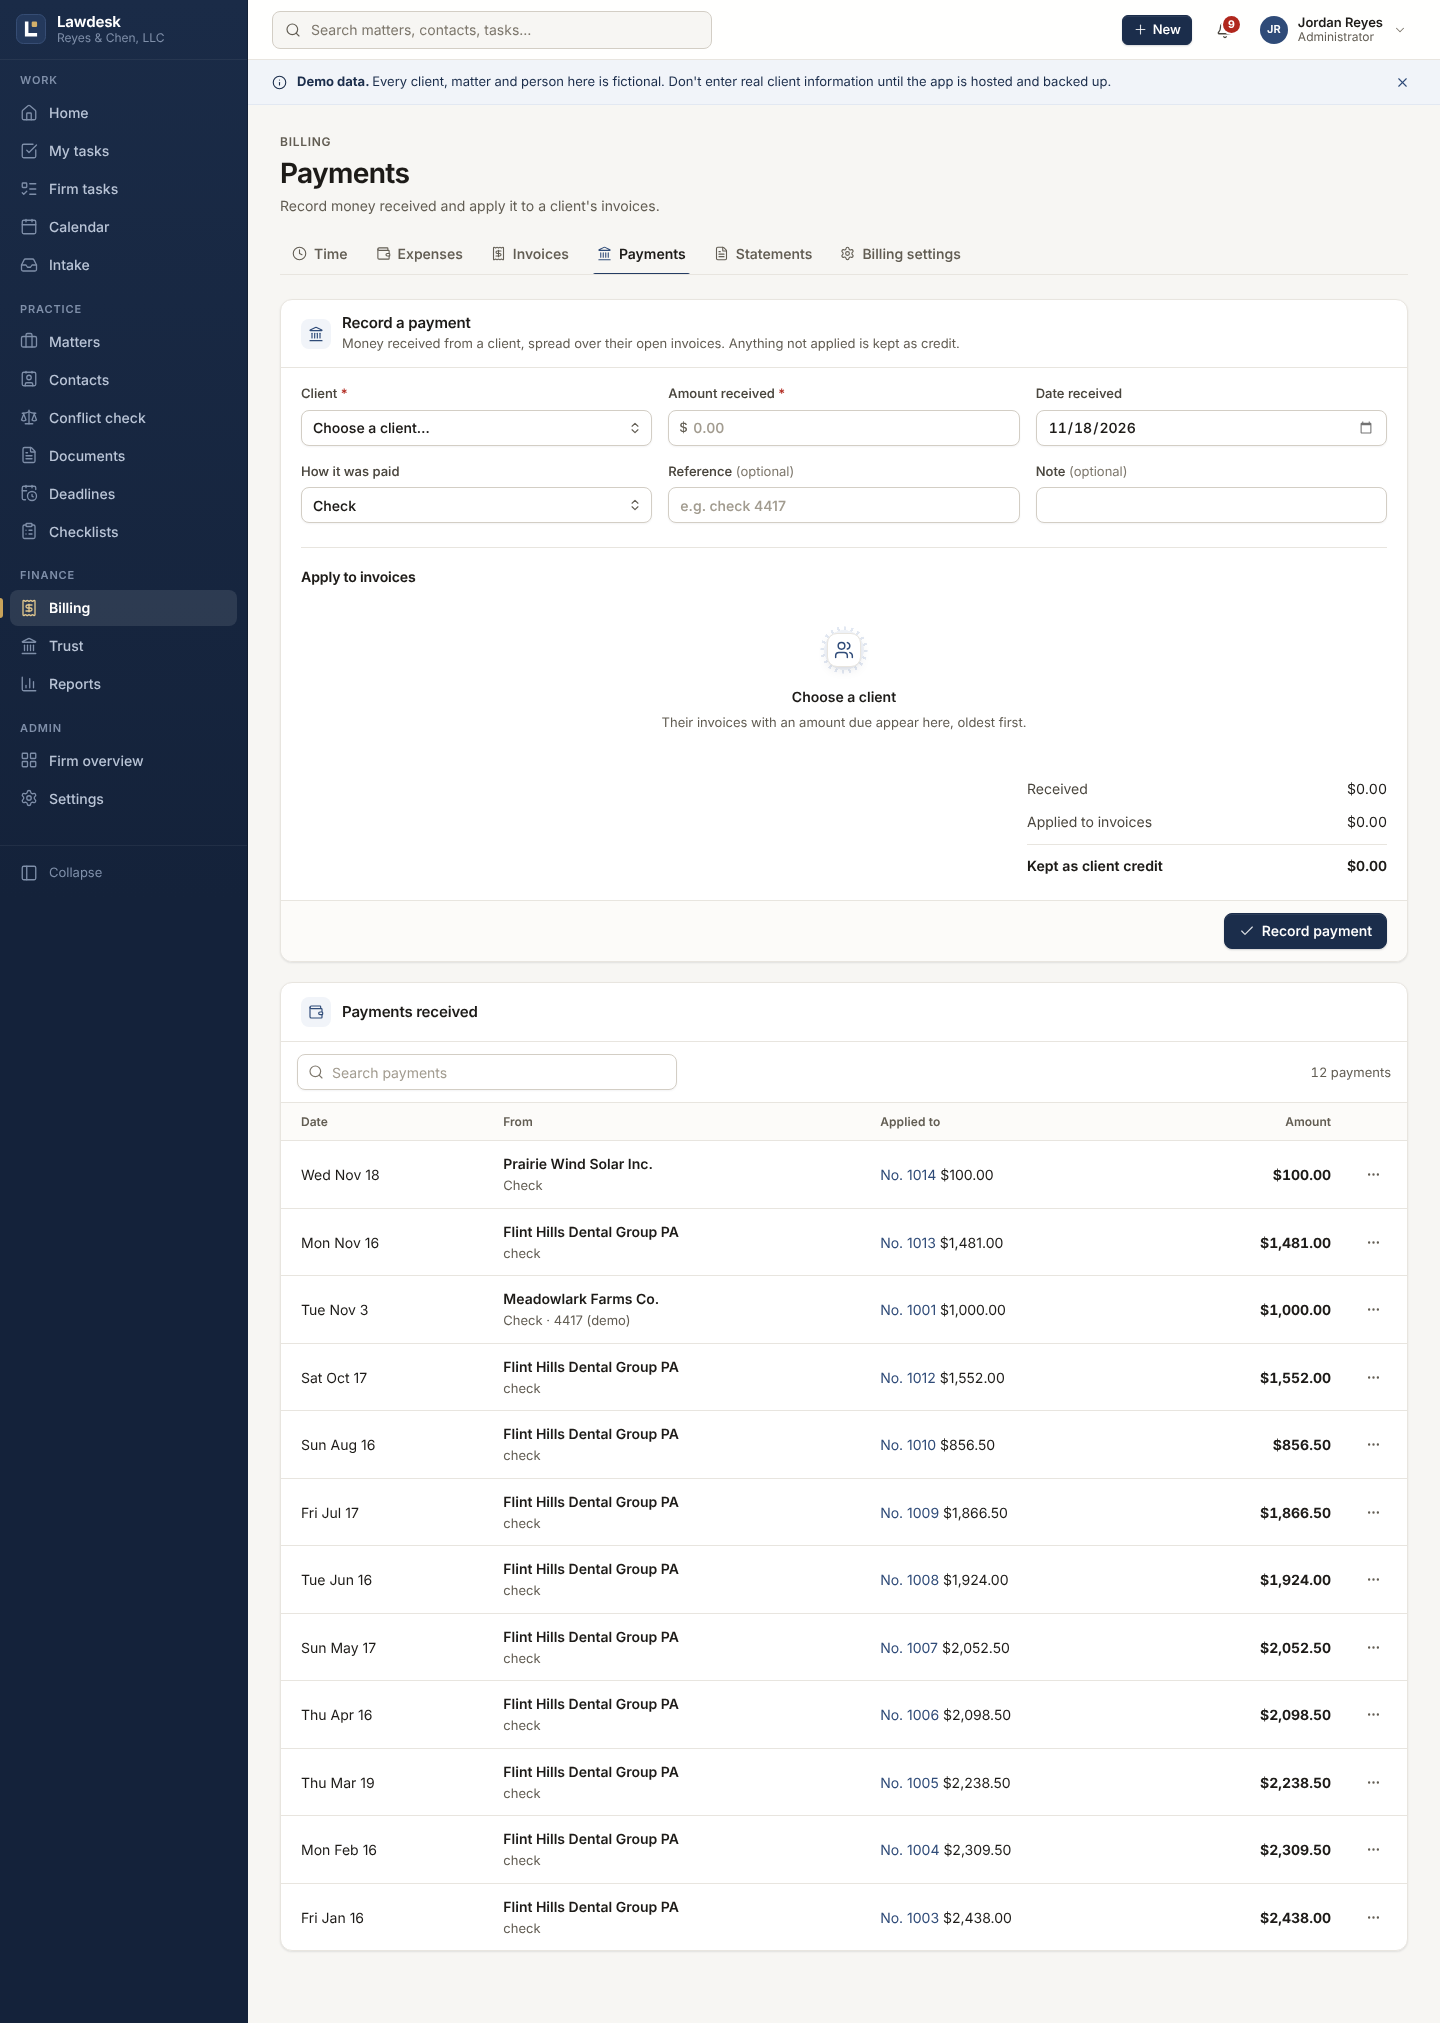 Lawdesk
Reyes & Chen, LLC
WORK
Home
My tasks
Firm tasks
Calendar
Intake
PRACTICE
Matters
Contacts
Conflict check
Documents
Deadlines
Checklists
FINANCE
Billing
Trust
Reports
ADMIN
Firm overview
Settings
Collapse
Search matters, contacts, tasks...
New
9
JR
Jordan Reyes
Administrator
Demo data. Every client, matter and person here is fictional. Don't enter real client information until the app is hosted and backed up.
BILLING
Payments
Record money received and apply it to a client's invoices.
Time Expenses Invoices Payments Statements Billing settings
Record a payment
Money received from a client, spread over their open invoices. Anything not applied is kept as credit.
Client * Amount received * Date received
Choose a client... $ 0.00 11/18/2026
How it was paid Reference (optional) Note (optional)
Check e.g. check 4417
Apply to invoices
Choose a client
Their invoices with an amount due appear here, oldest first.
Received $0.00
Applied to invoices $0.00
Kept as client credit $0.00
Record payment
Payments received
Search payments 12 payments
Date From Applied to Amount
Wed Nov 18 Prairie Wind Solar Inc. No. 1014 $100.00 $100.00
Check
Mon Nov 16 Flint Hills Dental Group PA No. 1013 $1,481.00 $1,481.00
check
Tue Nov 3 Meadowlark Farms Co. No. 1001 $1,000.00 $1,000.00
Check · 4417 (demo)
Sat Oct 17 Flint Hills Dental Group PA No. 1012 $1,552.00 $1,552.00
check
Sun Aug 16 Flint Hills Dental Group PA No. 1010 $856.50 $856.50
check
Fri Jul 17 Flint Hills Dental Group PA No. 1009 $1,866.50 $1,866.50
check
Tue Jun 16 Flint Hills Dental Group PA No. 1008 $1,924.00 $1,924.00
check
Sun May 17 Flint Hills Dental Group PA No. 1007 $2,052.50 $2,052.50
check
Thu Apr 16 Flint Hills Dental Group PA No. 1006 $2,098.50 $2,098.50
check
Thu Mar 19 Flint Hills Dental Group PA No. 1005 $2,238.50 $2,238.50
check
Mon Feb 16 Flint Hills Dental Group PA No. 1004 $2,309.50 $2,309.50
check
Fri Jan 16 Flint Hills Dental Group PA No. 1003 $2,438.00 $2,438.00
check